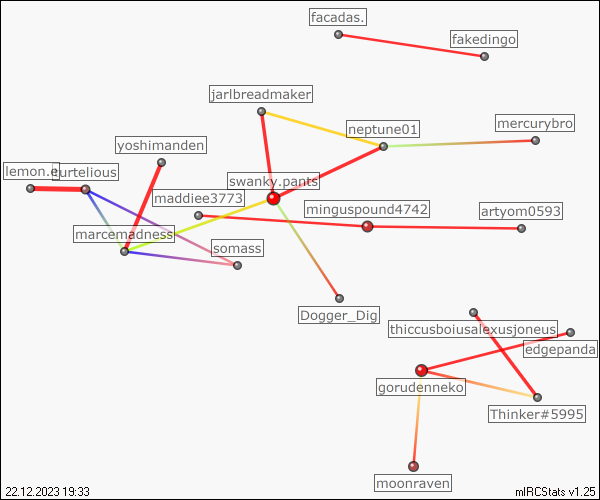 facadas.
fakedingo
jarlbreadmaker
neptune01
mercurybro
yoshimanden
lemon.e
turtelious
swanky.pants
maddiee3773
minguspound4742
artyom0593
marcemadness
somass
Dogger_Dig
thiccusboiusalexusjoneus
edgepanda
gorudenneko
Thinker#5995
moonraven
22.12.2023 19:33
mIRCStats v1.25